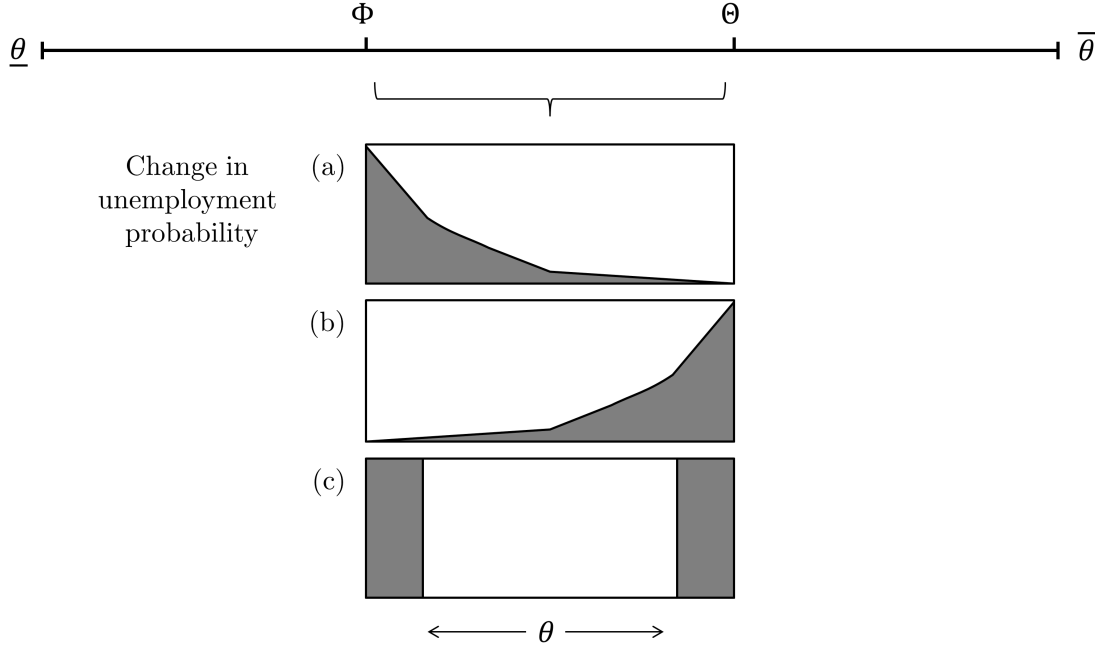 Φ Θ
θ θ
Change in
unemployment
probability
(a)
(b)
(c)
θ